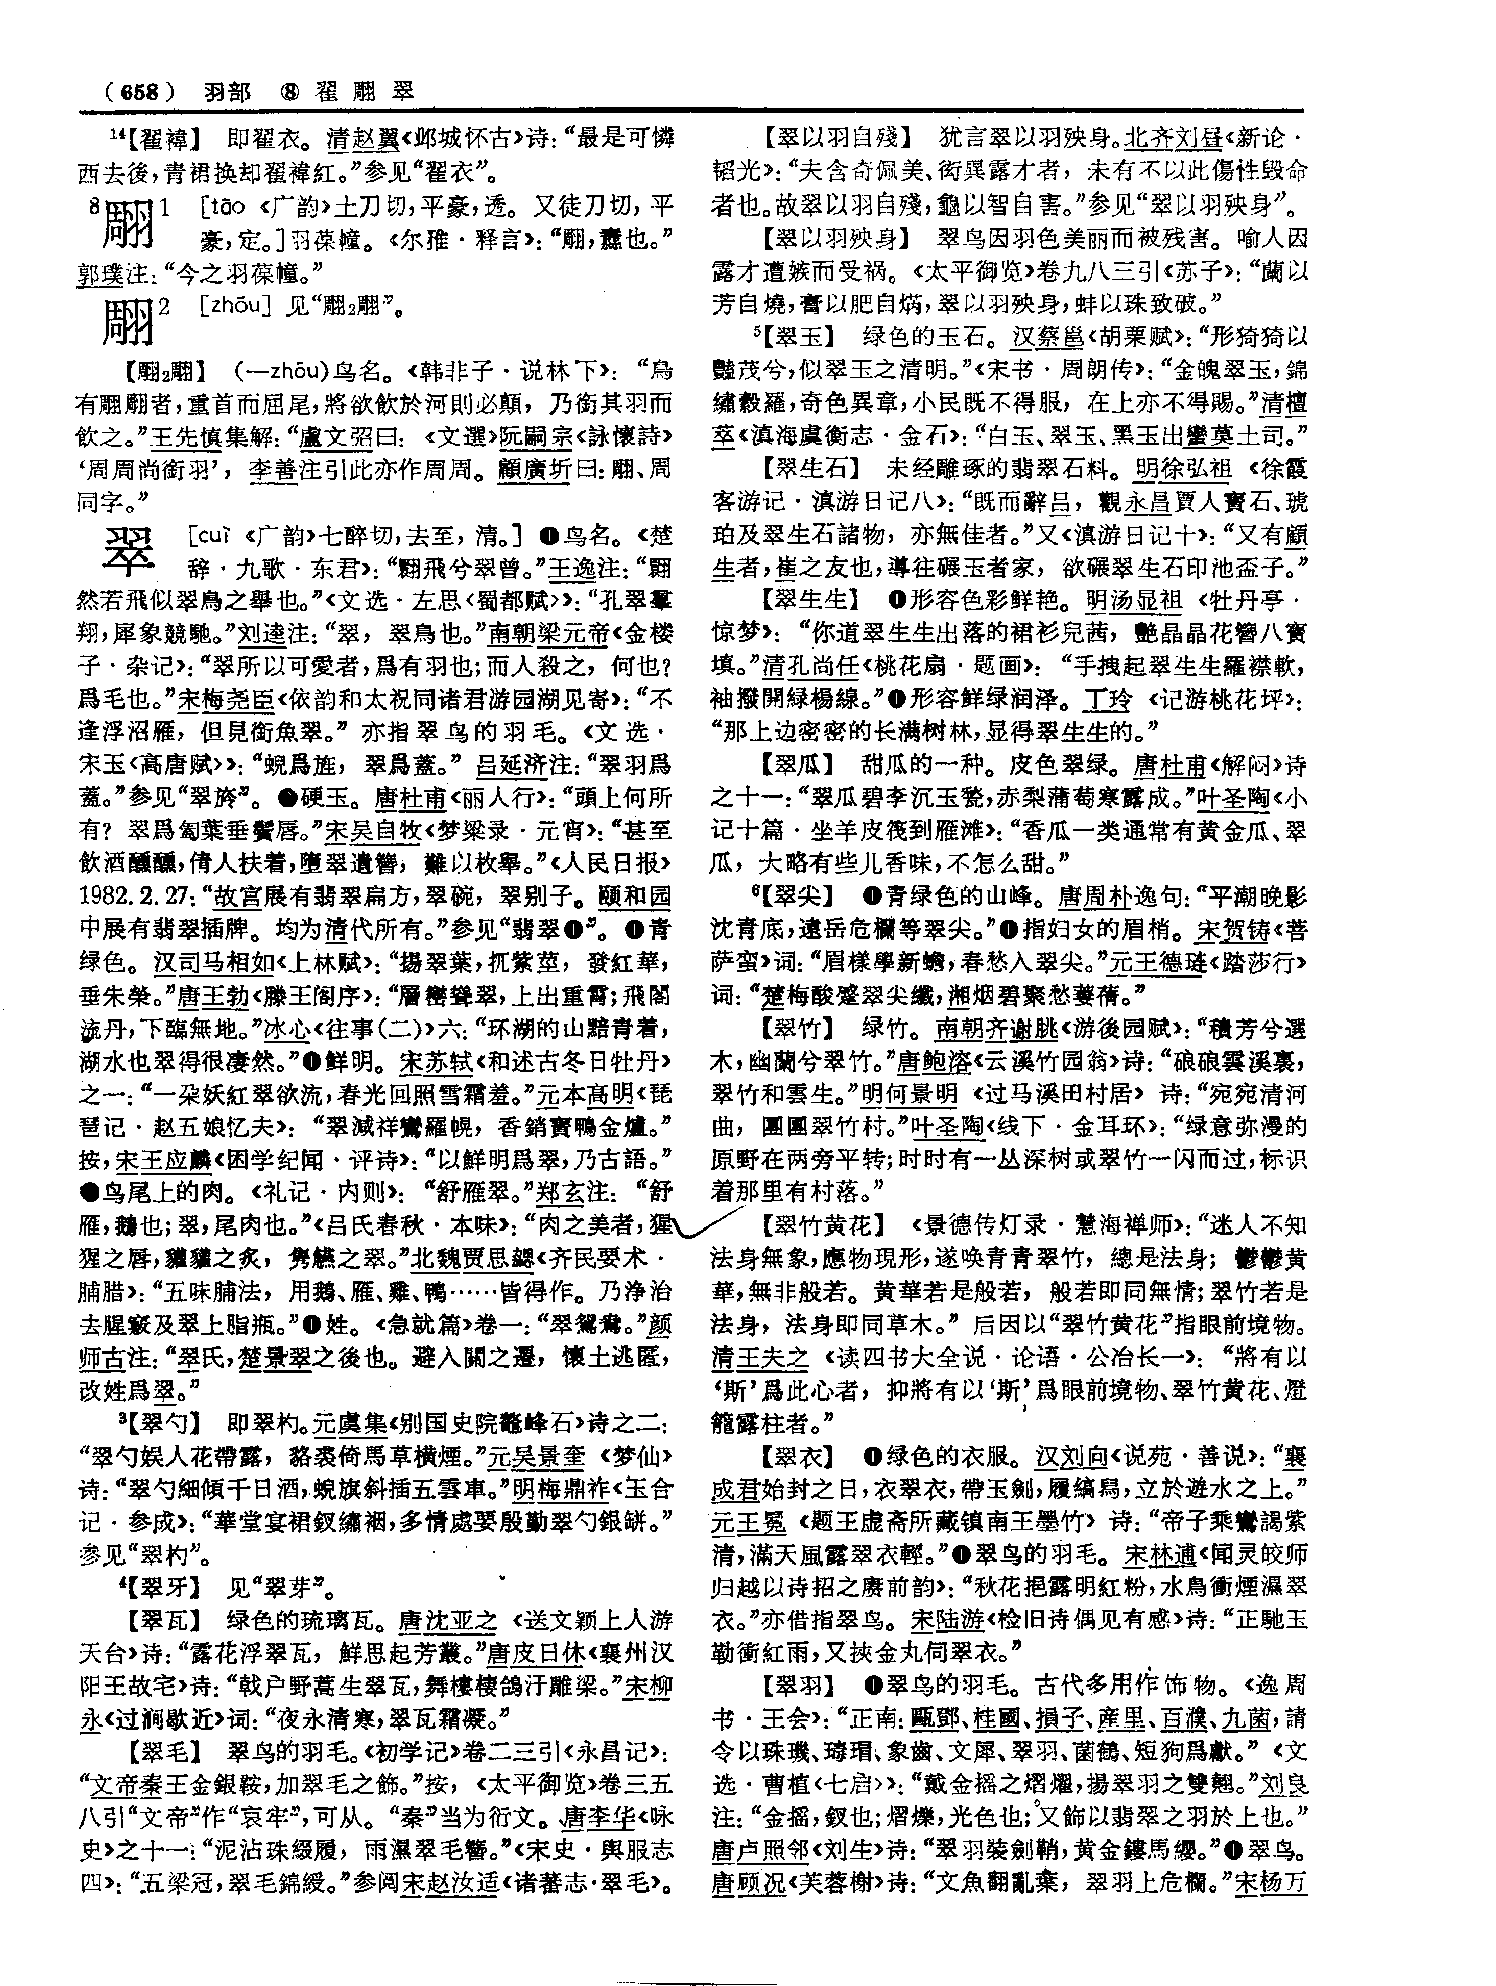 （658） 羽部 ⑧ 翟 翢 翠
14【翟褘】 即翟衣。清赵翼《邺城怀古》诗：“最是可憐
西去後，青裙换却翟褘紅。”参见“翟衣”。
8翢1 [tāo 《广韵》土刀切，平豪，透。又徒刀切，平
豪，定。]羽葆幢。《尔雅·释言》：“翢，纛也。”
郭璞注：“今之羽葆幢。”
翢2 [zhōu] 见“翢2翢”。
【翢2翢】 （—zhōu）鸟名。《韩非子·说林下》：“鳥
有翢翢者，重首而屈尾，將欲飲於河則必顛，乃銜其羽而
飲之。”王先慎集解：“盧文弨曰：《文選》阮嗣宗《詠懷詩》
‘周周尚銜羽’，李善注引此亦作周周。顧廣圻曰：翢、周
同字。”
翠 [cuì 《广韵》七醉切，去至，清。] ❶鸟名。《楚
辞·九歌·东君》：“翾飛兮翠曾。”王逸注：“翾
然若飛似翠鳥之舉也。”《文选·左思〈蜀都赋〉》：“孔翠羣
翔，犀象競馳。”刘逵注：“翠，翠鳥也。”南朝梁元帝《金楼
子·杂记》：“翠所以可愛者，爲有羽也；而人殺之，何也？
爲毛也。”宋梅尧臣《依韵和太祝同诸君游园湖见寄》：“不
逢浮沼雁，但見銜魚翠。”亦指翠鸟的羽毛。《文选·
宋玉〈高唐赋〉》：“蜺爲旌，翠爲蓋。”吕延济注：“翠羽爲
蓋。”参见“翠旍”。●硬玉。唐杜甫《丽人行》：“頭上何所
有？翠爲㔩葉垂鬢唇。”宋吴自牧《梦粱录·元宵》：“甚至
飲酒醺醺，倩人扶着，墮翠遺簪，難以枚舉。”《人民日报》
1982.2.27：“故宫展有翡翠扁方，翠碗，翠别子。颐和园
中展有翡翠插牌。均为清代所有。”参见“翡翠●”。●青
绿色。汉司马相如《上林赋》：“揚翠葉，扤紫莖，發紅華，
垂朱榮。”唐王勃《滕王阁序》：“層巒聳翠，上出重霄；飛閣
流丹，下臨無地。”冰心《往事（二）》六：“环湖的山黯青着，
湖水也翠得很凄然。”●鲜明。宋苏轼《和述古冬日牡丹》
之一：“一朶妖紅翠欲流，春光回照雪霜羞。”元本高明《琵
琶记·赵五娘忆夫》：“翠減祥鸞羅幌，香銷寶鴨金爐。”
按，宋王应麟《困学纪闻·评诗》：“以鮮明爲翠，乃古語。”
●鸟尾上的肉。《礼记·内则》：“舒雁翠。”郑玄注：“舒
雁，鵝也；翠，尾肉也。”《吕氏春秋·本味》：“肉之美者，猩
猩之唇，貛貛之炙，雋觾之翠。”北魏贾思勰《齐民要术·
脯腊》：“五味脯法，用鵝、雁、雞、鴨……皆得作。乃浄治
去腥竅及翠上脂瓶。”●姓。《急就篇》卷一：“翠鴛鴦。”颜
师古注：“翠氏，楚景翠之後也。避入關之遷，懷土逃匿，
改姓爲翠。”
3【翠勺】 即翠杓。元虞集《别国史院鼇峰石》诗之二：
“翠勺娱人花帶露，貉裘倚馬草横煙。”元吴景奎《梦仙》
诗：“翠勺細傾千日酒，蜺旗斜插五雲車。”明梅鼎祚《玉合
记·参成》：“華堂宴裙釵繡裀，多情處要殷勤翠勺銀缾。”
参见“翠杓”。
4【翠牙】 见“翠芽”。
【翠瓦】 绿色的琉璃瓦。唐沈亚之《送文颖上人游
天台》诗：“露花浮翠瓦，鮮思起芳叢。”唐皮日休《襄州汉
阳王故宅》诗：“戟户野蒿生翠瓦，舞樓棲鴿汙雕梁。”宋柳
永《过涧歇近》词：“夜永清寒，翠瓦霜凝。”
【翠毛】 翠鸟的羽毛。《初学记》卷二三引《永昌记》：
“文帝秦王金銀鞍，加翠毛之飾。”按，《太平御览》卷三五
八引“文帝”作“哀牢”，可从。“秦”当为衍文。唐李华《咏
史》之十一：“泥沾珠綴履，雨濕翠毛簪。”《宋史·舆服志
四》：“五梁冠，翠毛錦綬。”参阅宋赵汝适《诸蕃志·翠毛》。
【翠以羽自殘】 犹言翠以羽殃身。北齐刘昼《新论·
韬光》：“夫含奇佩美、衒異露才者，未有不以此傷性毁命
者也。故翠以羽自殘，龜以智自害。”参见“翠以羽殃身”。
【翠以羽殃身】 翠鸟因羽色美丽而被残害。喻人因
露才遭嫉而受祸。《太平御览》卷九八三引《苏子》：“蘭以
芳自燒，膏以肥自焫，翠以羽殃身，蚌以珠致破。”
5【翠玉】 绿色的玉石。汉蔡邕《胡栗赋》：“形猗猗以
豔茂兮，似翠玉之清明。”《宋书·周朗传》：“金魄翠玉，錦
繡縠羅，奇色異章，小民既不得服，在上亦不得賜。”清檀
萃《滇海虞衡志·金石》：“白玉、翠玉、黑玉出蠻莫土司。”
【翠生石】 未经雕琢的翡翠石料。明徐弘祖《徐霞
客游记·滇游日记八》：“既而辭吕，觀永昌賈人寳石、琥
珀及翠生石諸物，亦無佳者。”又《滇游日记十》：“又有顧
生者，崔之友也，導往碾玉者家，欲碾翠生石印池盃子。”
【翠生生】 ❶形容色彩鲜艳。明汤显祖《牡丹亭·
惊梦》：“你道翠生生出落的裙衫兒茜，艷晶晶花簪八寳
填。”清孔尚任《桃花扇·题画》：“手拽起翠生生羅襟軟，
袖撥開緑楊線。”●形容鲜绿润泽。丁玲《记游桃花坪》：
“那上边密密的长满树林，显得翠生生的。”
【翠瓜】 甜瓜的一种。皮色翠绿。唐杜甫《解闷》诗
之十一：“翠瓜碧李沉玉甃，赤梨蒲萄寒露成。”叶圣陶《小
记十篇·坐羊皮筏到雁滩》：“香瓜一类通常有黄金瓜、翠
瓜，大略有些儿香味，不怎么甜。”
6【翠尖】 ❶青绿色的山峰。唐周朴逸句：“平潮晚影
沈青底，遠岳危欄等翠尖。”●指妇女的眉梢。宋贺铸《菩
萨蛮》词：“眉樣學新蟾，春愁入翠尖。”元王德琏《踏莎行》
词：“楚梅酸蹙翠尖纖，湘烟碧聚愁萋蒨。”
【翠竹】 绿竹。南朝齐谢朓《游後园赋》：“積芳兮選
木，幽蘭兮翠竹。”唐鲍溶《云溪竹园翁》诗：“硠硠雲溪裏，
翠竹和雲生。”明何景明《过马溪田村居》诗：“宛宛清河
曲，團團翠竹村。”叶圣陶《线下·金耳环》：“绿意弥漫的
原野在两旁平转；时时有一丛深树或翠竹一闪而过，标识
着那里有村落。”
【翠竹黄花】 《景德传灯录·慧海禅师》：“迷人不知
法身無象，應物現形，遂唤青青翠竹，總是法身；鬱鬱黄
華，無非般若。黄華若是般若，般若即同無情；翠竹若是
法身，法身即同草木。”后因以“翠竹黄花”指眼前境物。
清王夫之《读四书大全说·论语·公冶长一》：“將有以
‘斯’爲此心者，抑將有以‘斯’爲眼前境物、翠竹黄花、燈
籠露柱者。”
【翠衣】 ❶绿色的衣服。汉刘向《说苑·善说》：“襄
成君始封之日，衣翠衣，帶玉劍，履縞舄，立於遊水之上。”
元王冕《题王虚斋所藏镇南王墨竹》诗：“帝子乘鸞謁紫
清，滿天風露翠衣輕。”●翠鸟的羽毛。宋林逋《闻灵皎师
归越以诗招之赓前韵》：“秋花挹露明紅粉，水鳥衝煙濕翠
衣。”亦借指翠鸟。宋陆游《检旧诗偶见有感》诗：“正馳玉
勒衝紅雨，又挾金丸伺翠衣。”
【翠羽】 ❶翠鸟的羽毛。古代多用作饰物。《逸周
书·王会》：“正南：甌鄧、桂國、損子、産里、百濮、九菌，請
令以珠璣、瑇瑁、象齒、文犀、翠羽、菌鶴、短狗爲獻。”《文
选·曹植〈七启〉》：“戴金摇之熠燿，揚翠羽之雙翹。”刘良
注：“金摇，釵也；熠爍，光色也；又飾以翡翠之羽於上也。”
唐卢照邻《刘生》诗：“翠羽裝劍鞘，黄金鏤馬纓。”●翠鸟。
唐顾况《芙蓉榭》诗：“文魚翻亂葉，翠羽上危欄。”宋杨万